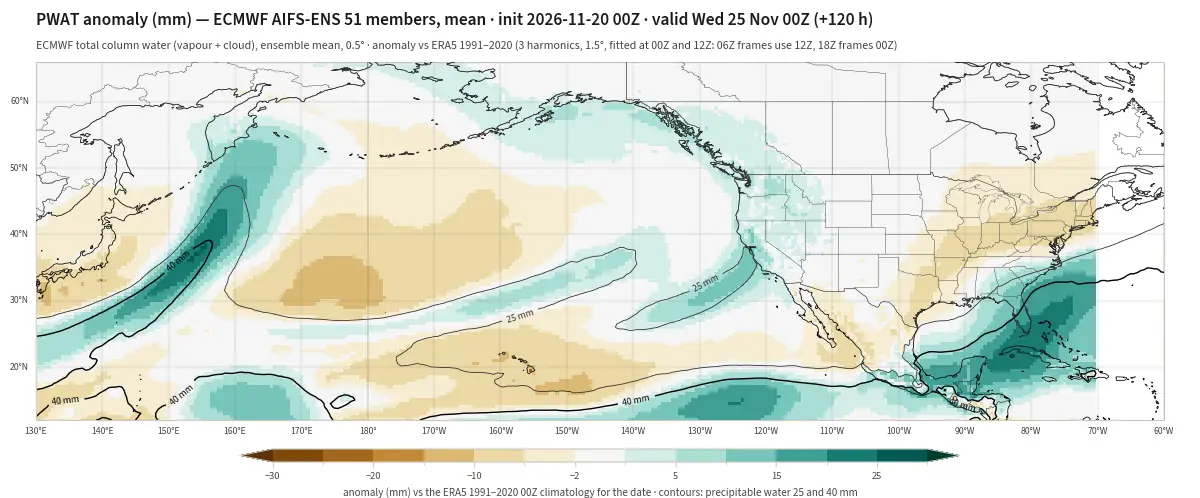 PWAT anomaly (mm) — ECMWF AIFS-ENS 51 members, mean · init 2026-11-20 00Z · valid Wed 25 Nov 00Z (+120 h)
ECMWF total column water (vapour + cloud), ensemble mean, 0.5° · anomaly vs ERA5 1991–2020 (3 harmonics, 1.5°, fitted at 00Z and 12Z: 06Z frames use 12Z, 18Z frames 00Z)
60°N
50°N
40°N
30°N
20°N
40 mm
25 mm
25 mm
40 mm
40 mm
40 mm
130°E 140°E 150°E 160°E 170°E 180° 170°W 160°W 150°W 140°W 130°W 120°W 110°W 100°W 90°W 80°W 70°W 60°W
−30 −20 −10 −2 5 15 25
anomaly (mm) vs the ERA5 1991–2020 00Z climatology for the date · contours: precipitable water 25 and 40 mm